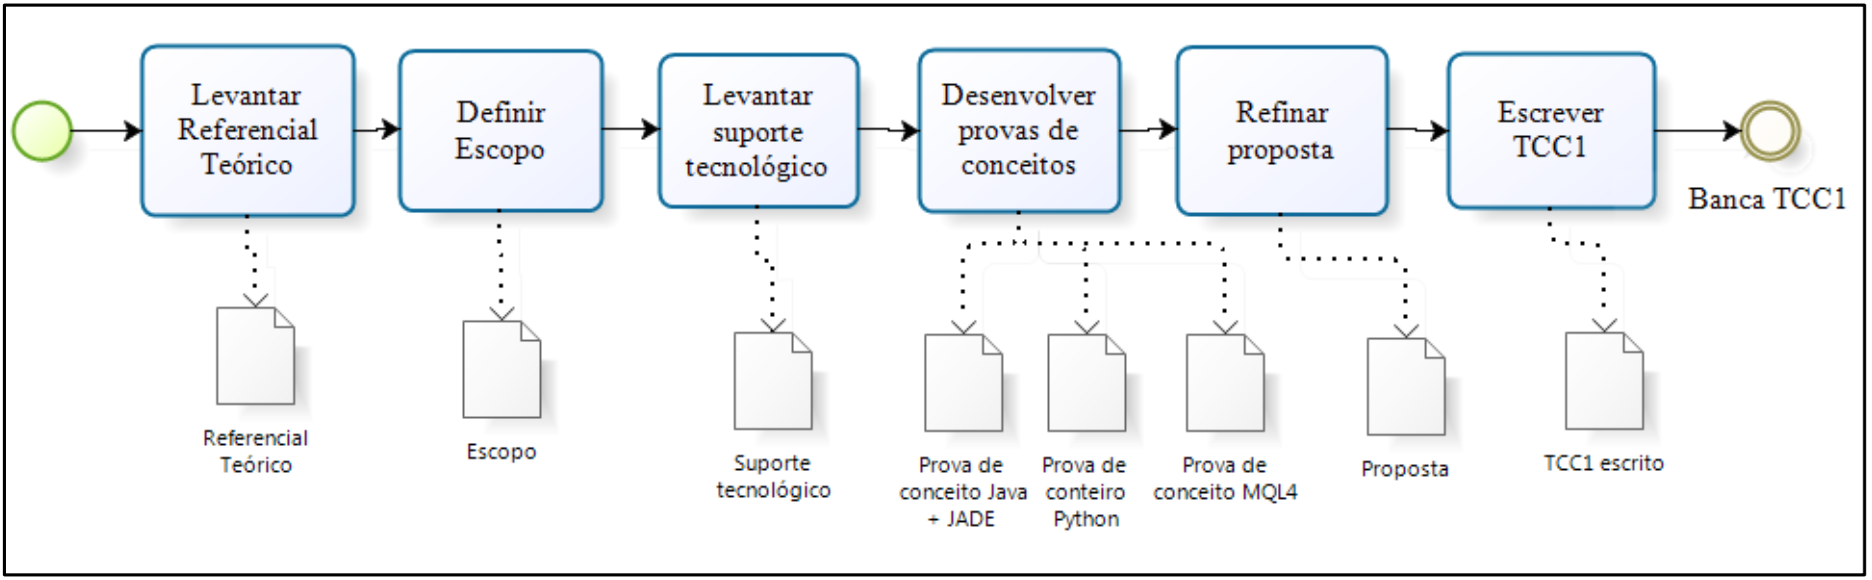 Levantar
Referencial
Teórico
Definir
Escopo
Levantar
suporte
tecnológico
Desenvolver
provas de
conceitos
Refinar
proposta
Escrever
TCC1
Banca TCC1
Referencial
Teórico
Escopo
Suporte
tecnológico
Prova de
conceito Java
+ JADE
Prova de
conteiro
Python
Prova de
conceito MQL4
Proposta
TCC1 escrito